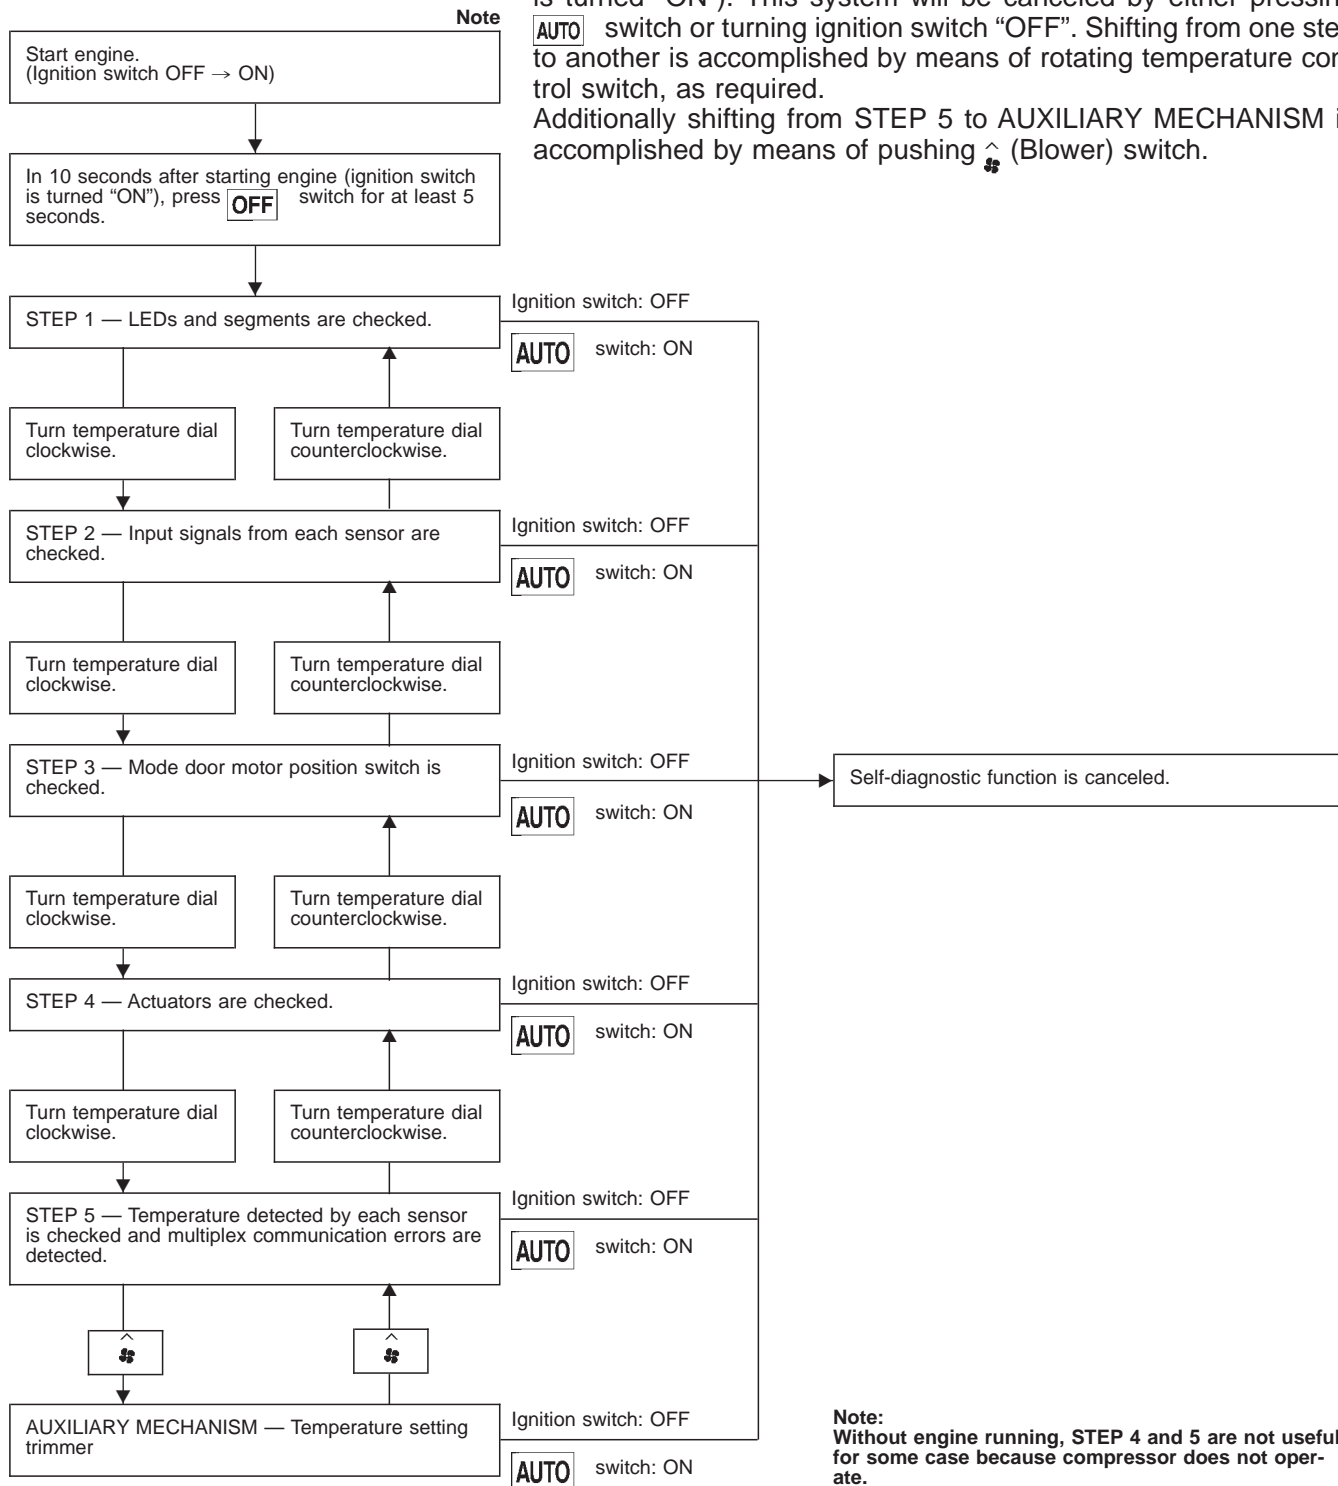 is turned “ON”). This system will be canceled by either pressin
AUTO switch or turning ignition switch “OFF”. Shifting from one ste
to another is accomplished by means of rotating temperature con
trol switch, as required.
Additionally shifting from STEP 5 to AUXILIARY MECHANISM i
accomplished by means of pushing (Blower) switch.
Note
Start engine.
(Ignition switch OFF → ON)
In 10 seconds after starting engine (ignition switch
is turned “ON”), press OFF switch for at least 5
seconds.
STEP 1 — LEDs and segments are checked.
Ignition switch: OFF
AUTO switch: ON
Turn temperature dial
clockwise.
Turn temperature dial
counterclockwise.
STEP 2 — Input signals from each sensor are
checked.
Ignition switch: OFF
AUTO switch: ON
Turn temperature dial
clockwise.
Turn temperature dial
counterclockwise.
STEP 3 — Mode door motor position switch is
checked.
Ignition switch: OFF
AUTO switch: ON
Self-diagnostic function is canceled.
Turn temperature dial
clockwise.
Turn temperature dial
counterclockwise.
STEP 4 — Actuators are checked.
Ignition switch: OFF
AUTO switch: ON
Turn temperature dial
clockwise.
Turn temperature dial
counterclockwise.
STEP 5 — Temperature detected by each sensor
is checked and multiplex communication errors are
detected.
Ignition switch: OFF
AUTO switch: ON
AUXILIARY MECHANISM — Temperature setting
trimmer
Ignition switch: OFF
AUTO switch: ON
Note:
Without engine running, STEP 4 and 5 are not useful
for some case because compressor does not oper-
ate.